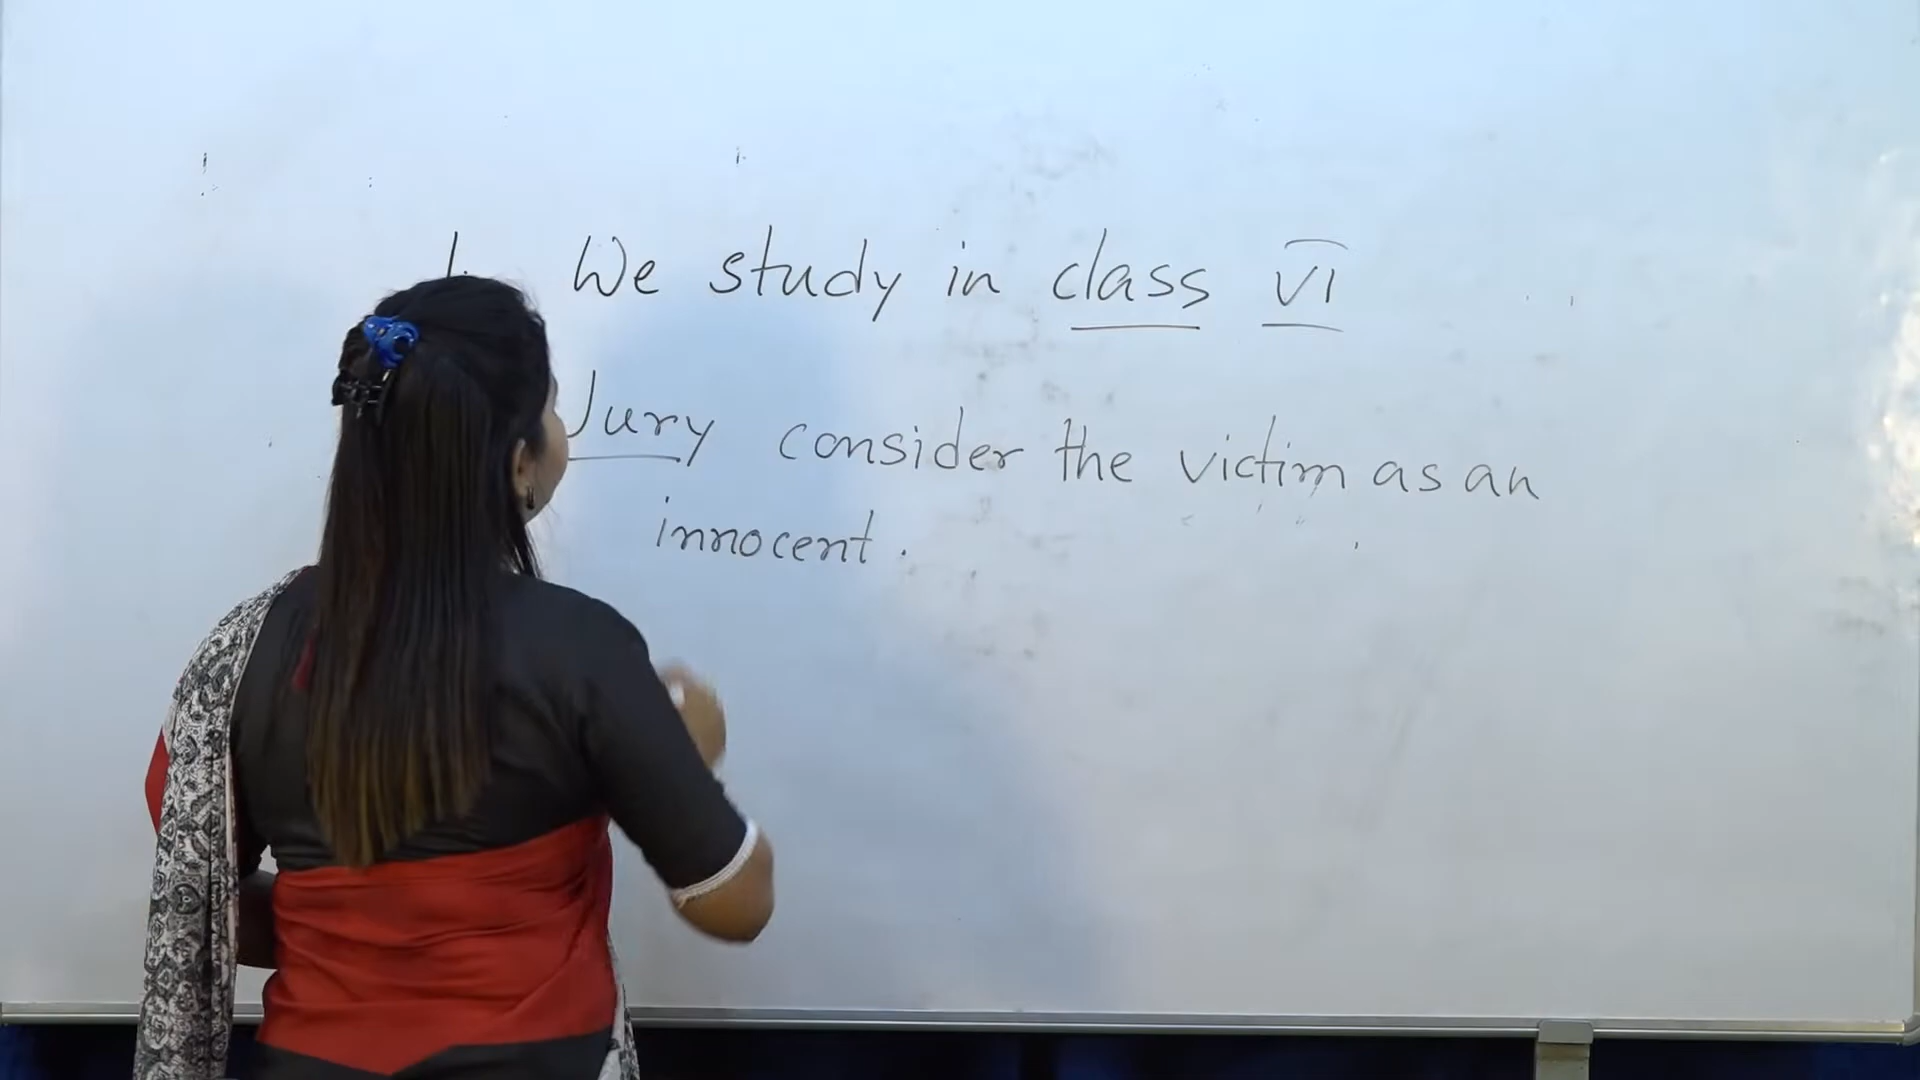 1. We study in class VI
Jury consider the victim as an
innocent.